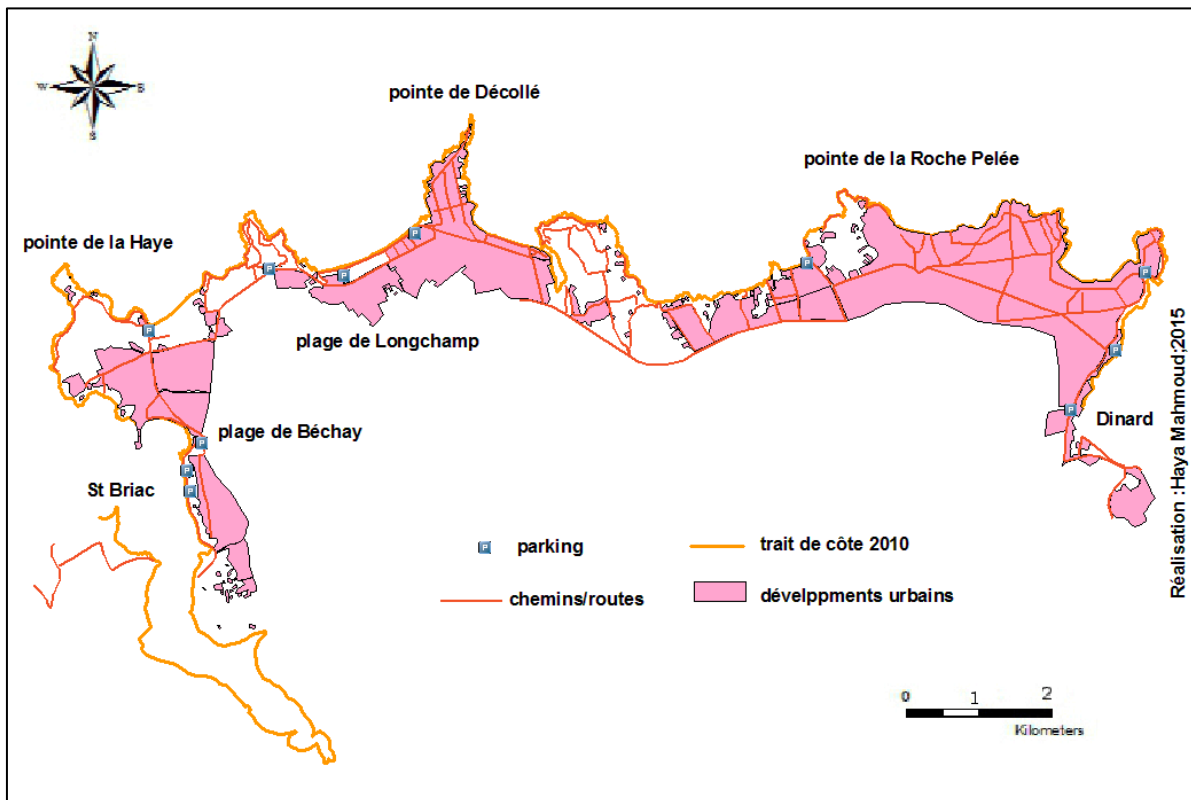 N
W
E
S
pointe de Décollé
pointe de la Roche Pelée
pointe de la Haye
plage de Longchamp
plage de Béchay
Dinard
St Briac
P parking
trait de côte 2010
chemins/routes
dévelppments urbains
0 1 2
Kilometers
Réalisation :Haya Mahmoud;2015